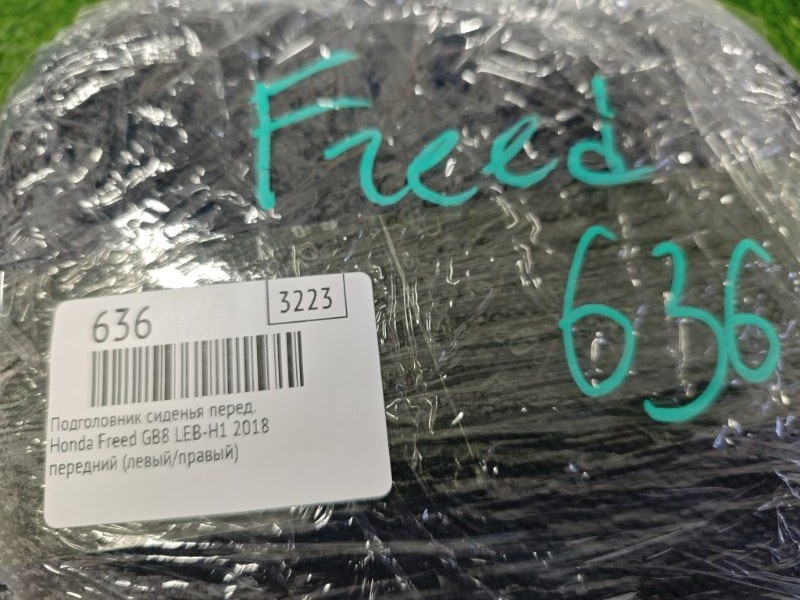 Freed
636
636
3223
Подголовник сиденья перед.
Honda Freed GB8 LEB-H1 2018
передний (левый/правый)